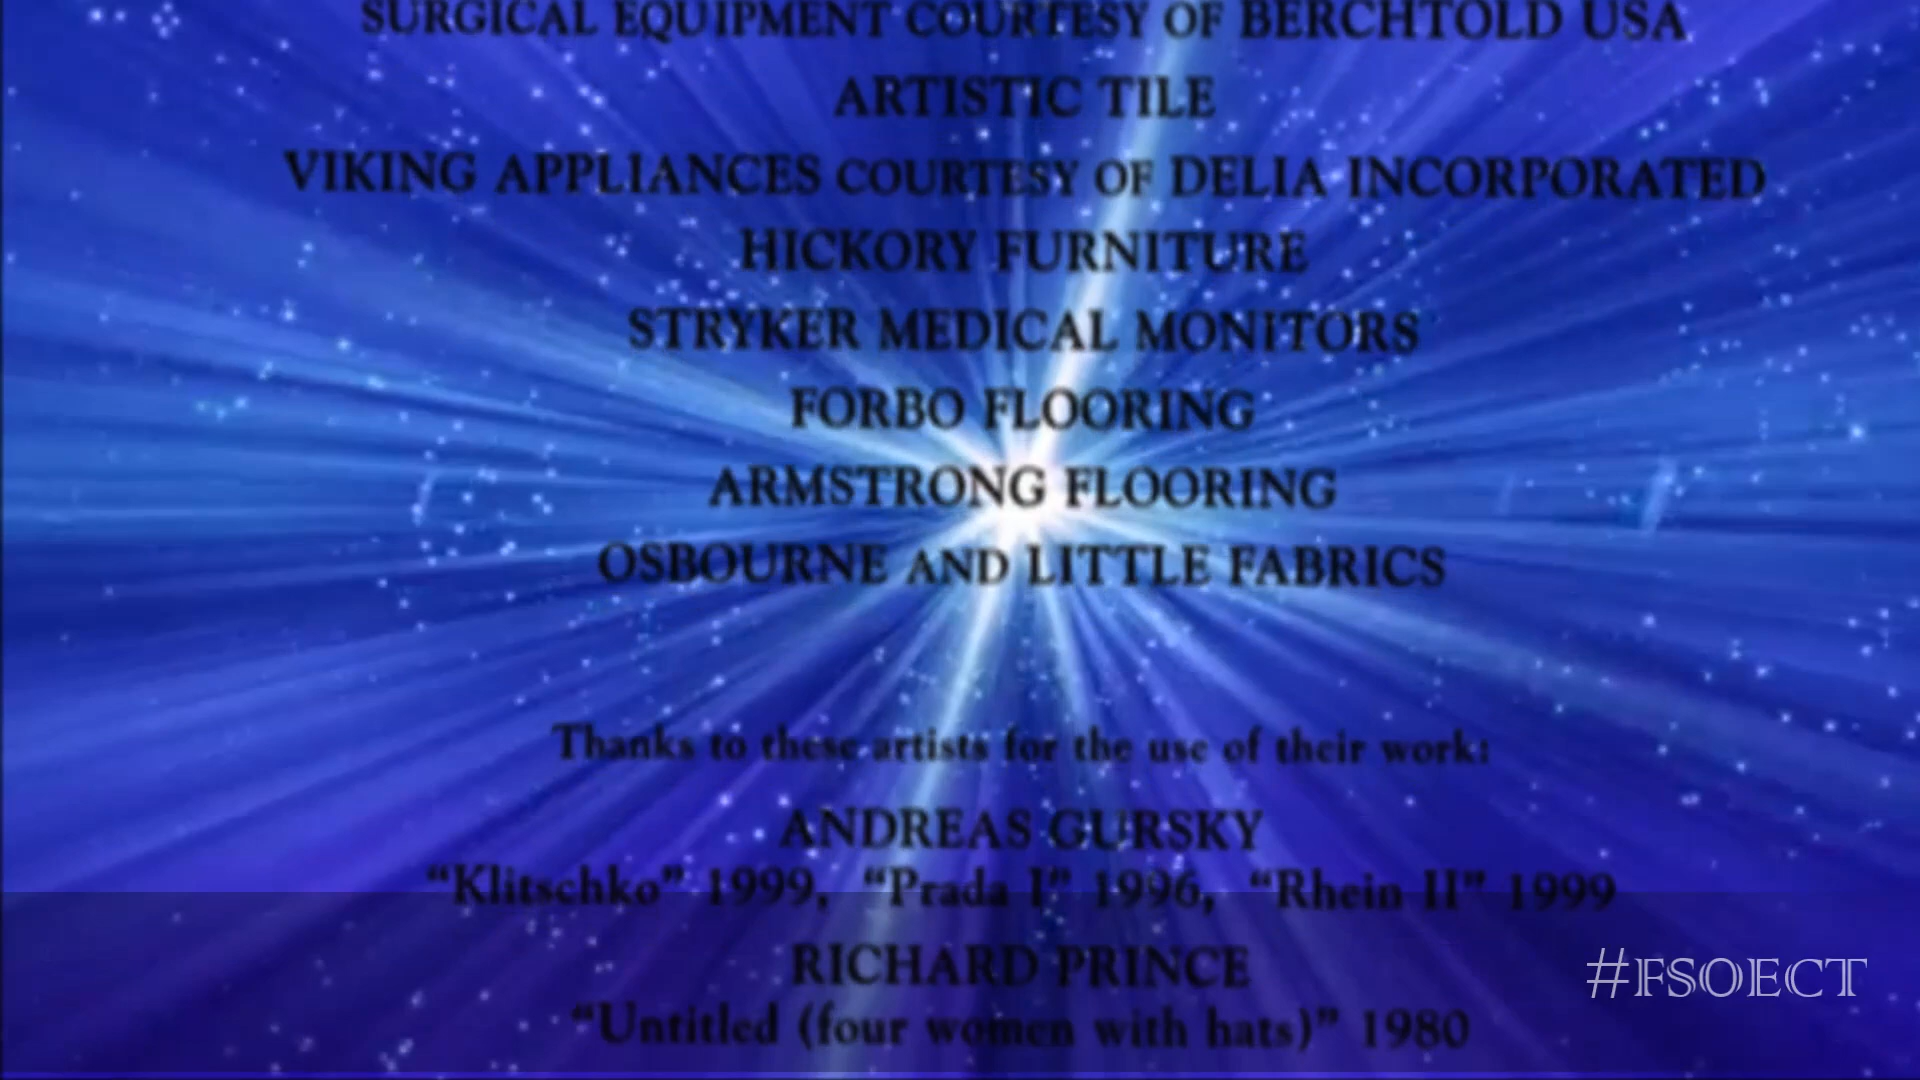 SURGICAL EQUIPMENT COURTESY OF BERCHTOLD USA
ARTISTIC TILE
VIKING APPLIANCES COURTESY OF DELIA INCORPORATED
HICKORY FURNITURE
STRYKER MEDICAL MONITORS
FORBO FLOORING
ARMSTRONG FLOORING
OSBOURNE AND LITTLE FABRICS
Thanks to these artists for the use of their work:
ANDREAS GURSKY
“Klitschko” 1999, “Prada I” 1996, “Rhein II” 1999
RICHARD PRINCE
“Untitled (four women with hats)” 1980
#FSOECT